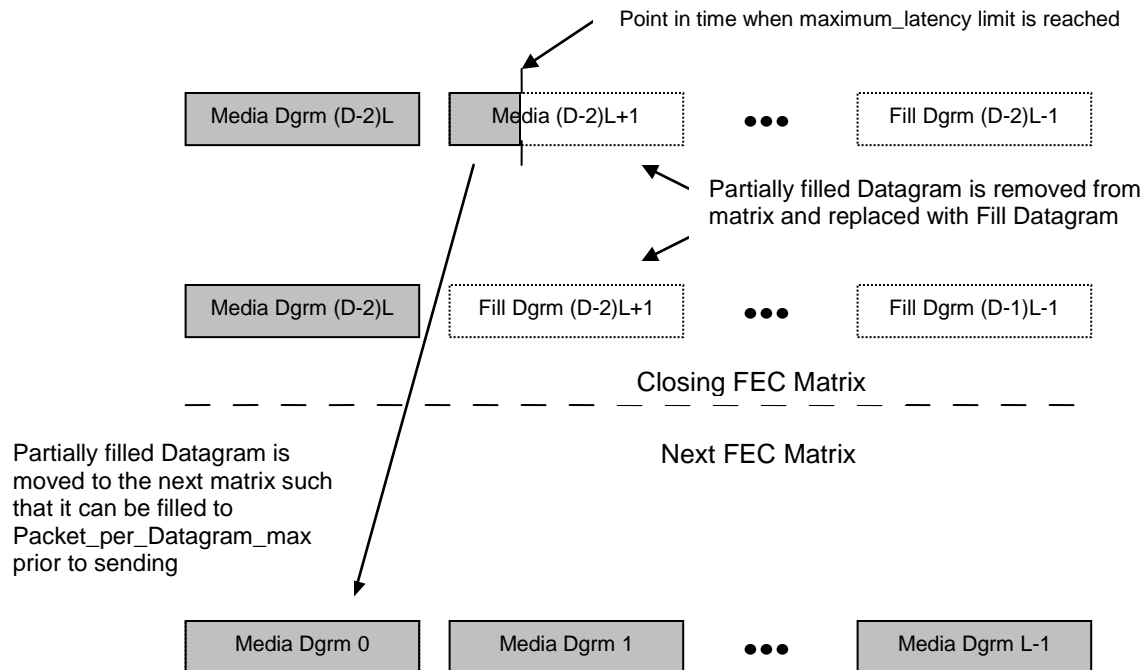 Point in time when maximum_latency limit is reached
Media Dgrm (D-2)L
Media (D-2)L+1
•••
Fill Dgrm (D-2)L-1
Partially filled Datagram is removed from
matrix and replaced with Fill Datagram
Media Dgrm (D-2)L
Fill Dgrm (D-2)L+1
•••
Fill Dgrm (D-1)L-1
Closing FEC Matrix
Next FEC Matrix
Partially filled Datagram is
moved to the next matrix such
that it can be filled to
Packet_per_Datagram_max
prior to sending
Media Dgrm 0
Media Dgrm 1
•••
Media Dgrm L-1